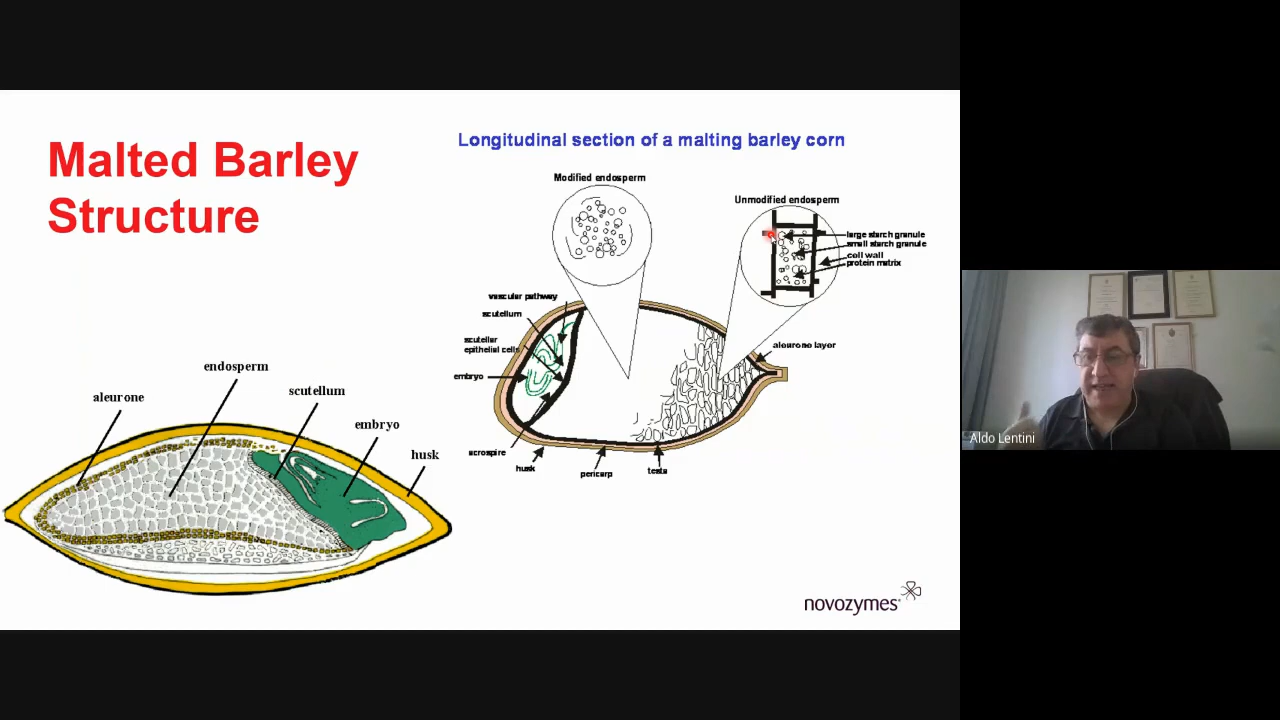 Malted Barley
Structure
Longitudinal section of a malting barley corn
Modified endosperm
Unmodified endosperm
large starch granule
small starch granule
cell wall
protein matrix
vascular pathway
scutellum
scutellar
epithelial cells
embryo
aleurone layer
acrospire
husk
pericarp
testa
endosperm
aleurone
scutellum
embryo
husk
novozymes
Aldo Lentini